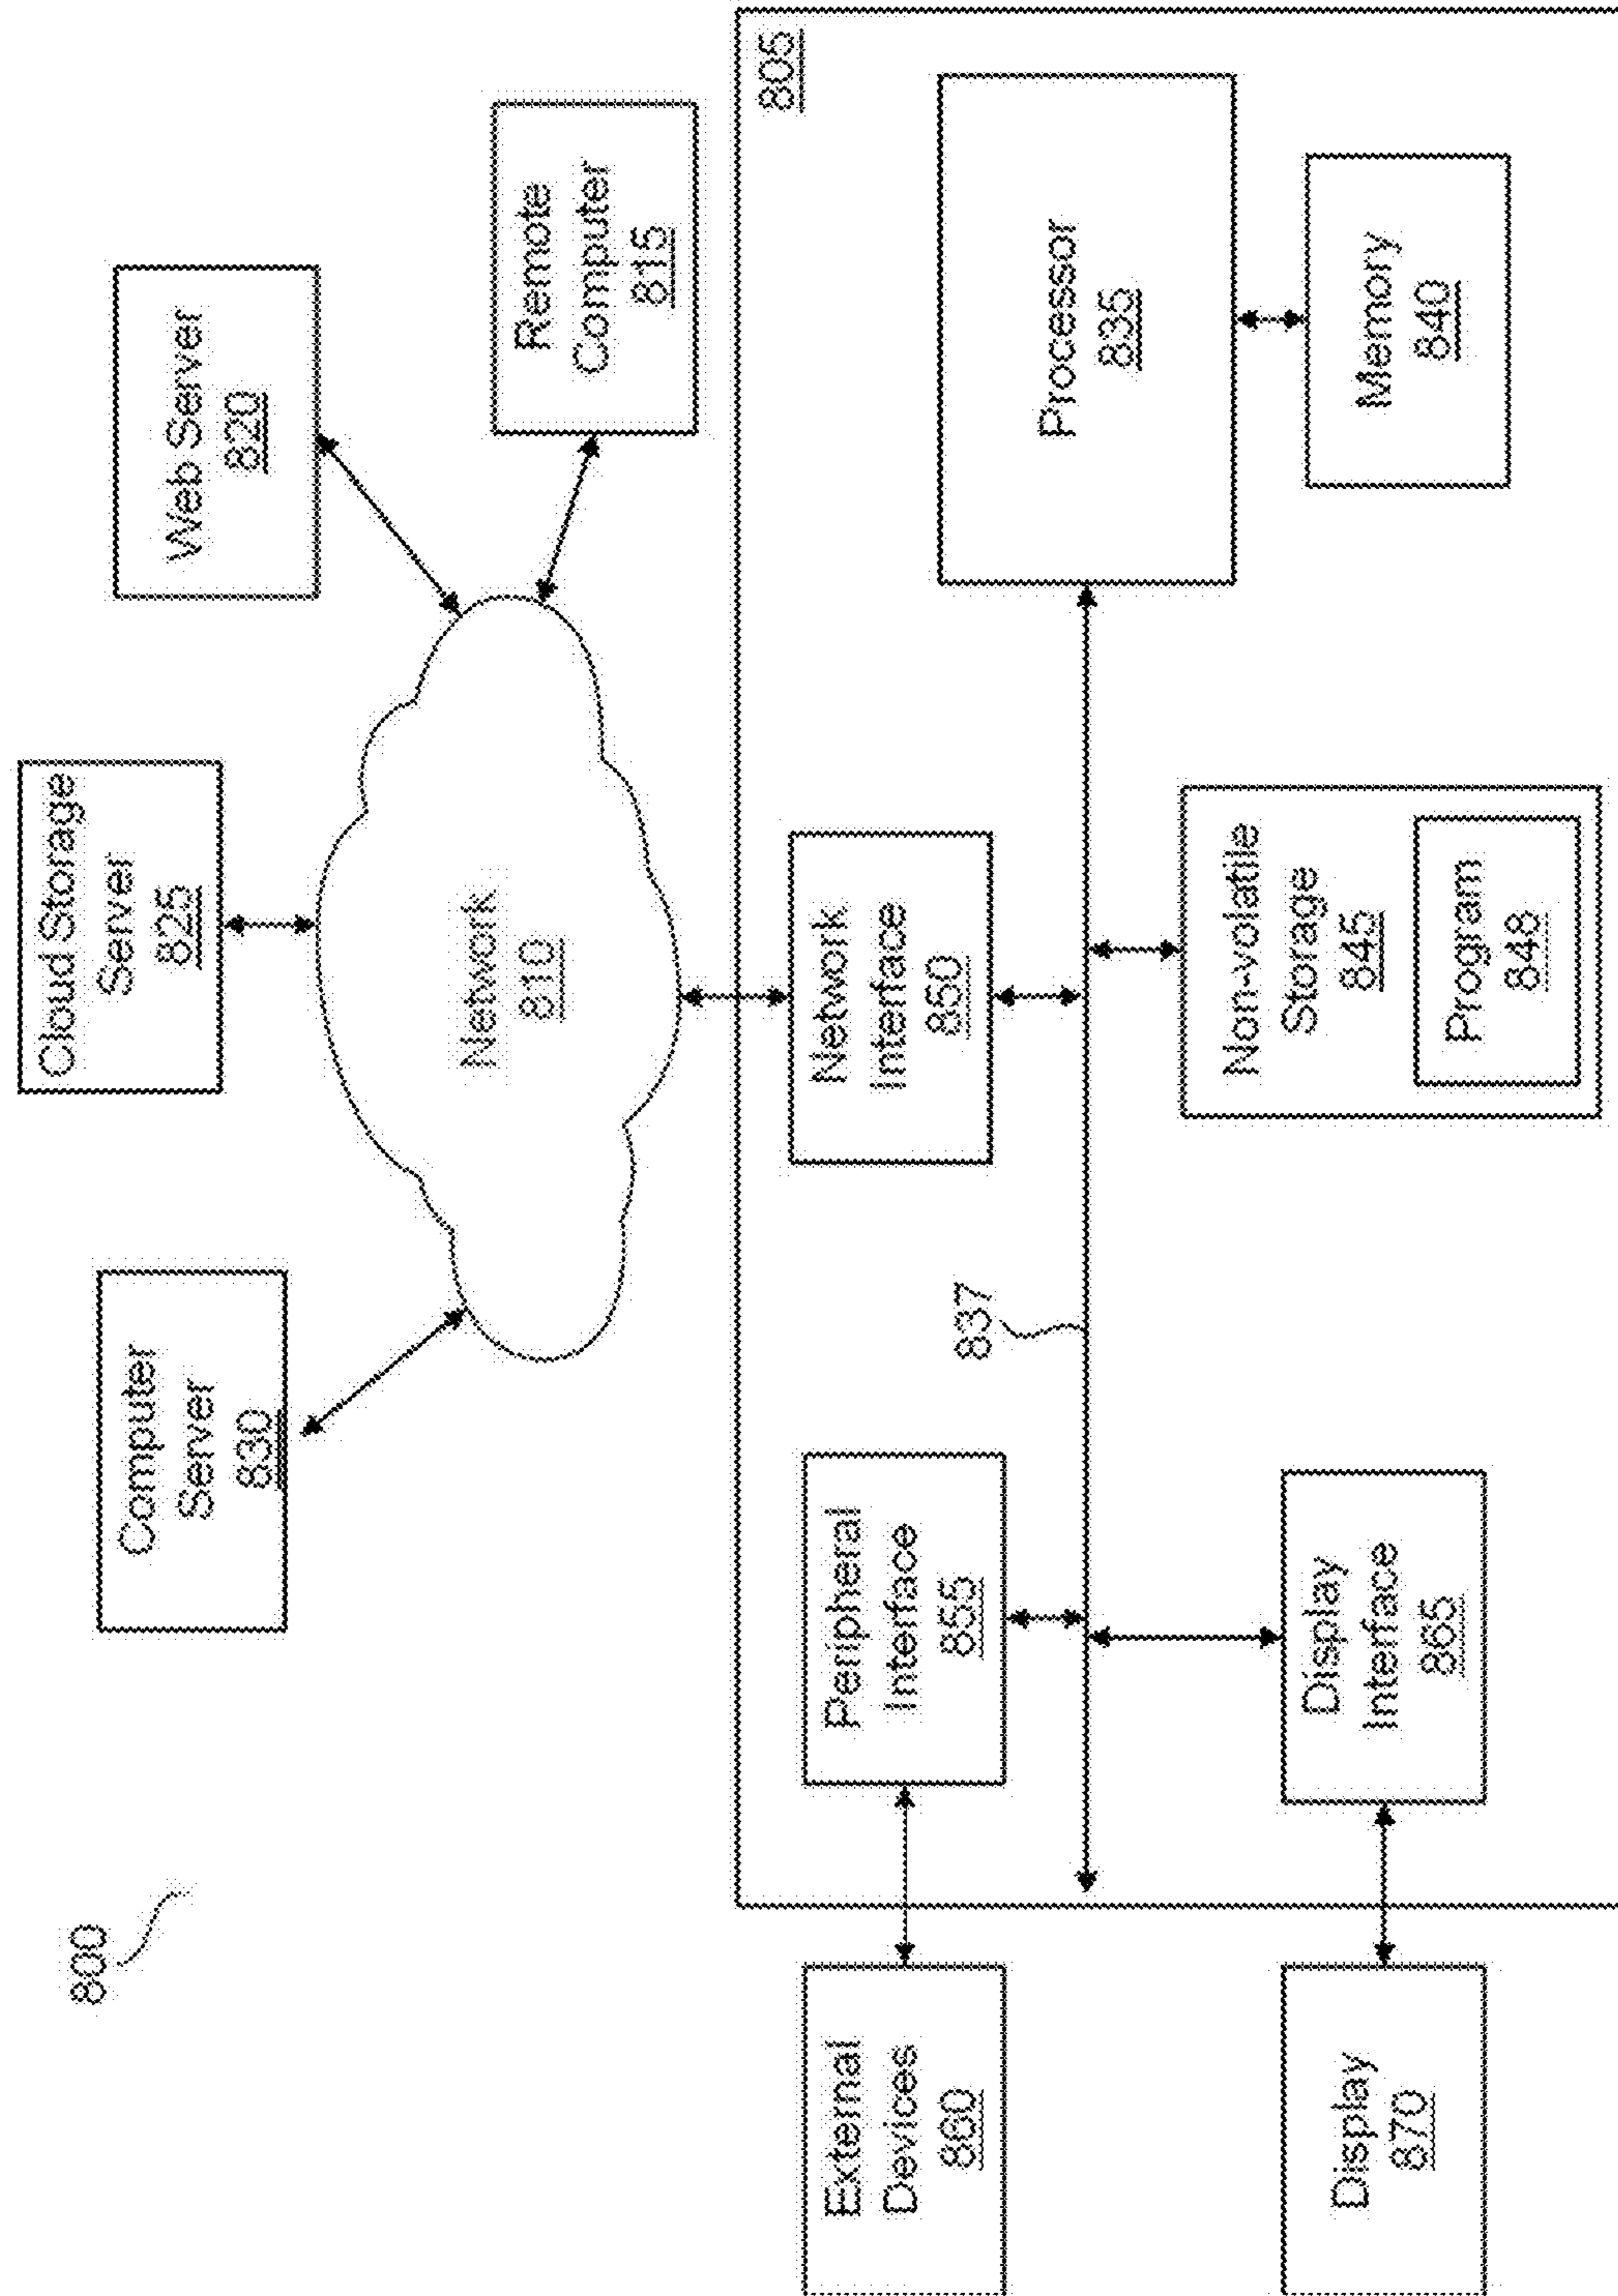 800
Computer
Server
830
Cloud Storage
Server
825
Web Server
820
Remote
Computer
815
Network
810
805
External
Devices
860
Peripheral
Interface
855
Network
Interface
850
837
Processor
835
Display
870
Display
Interface
865
Non-volatile
Storage
845
Program
848
Memory
840